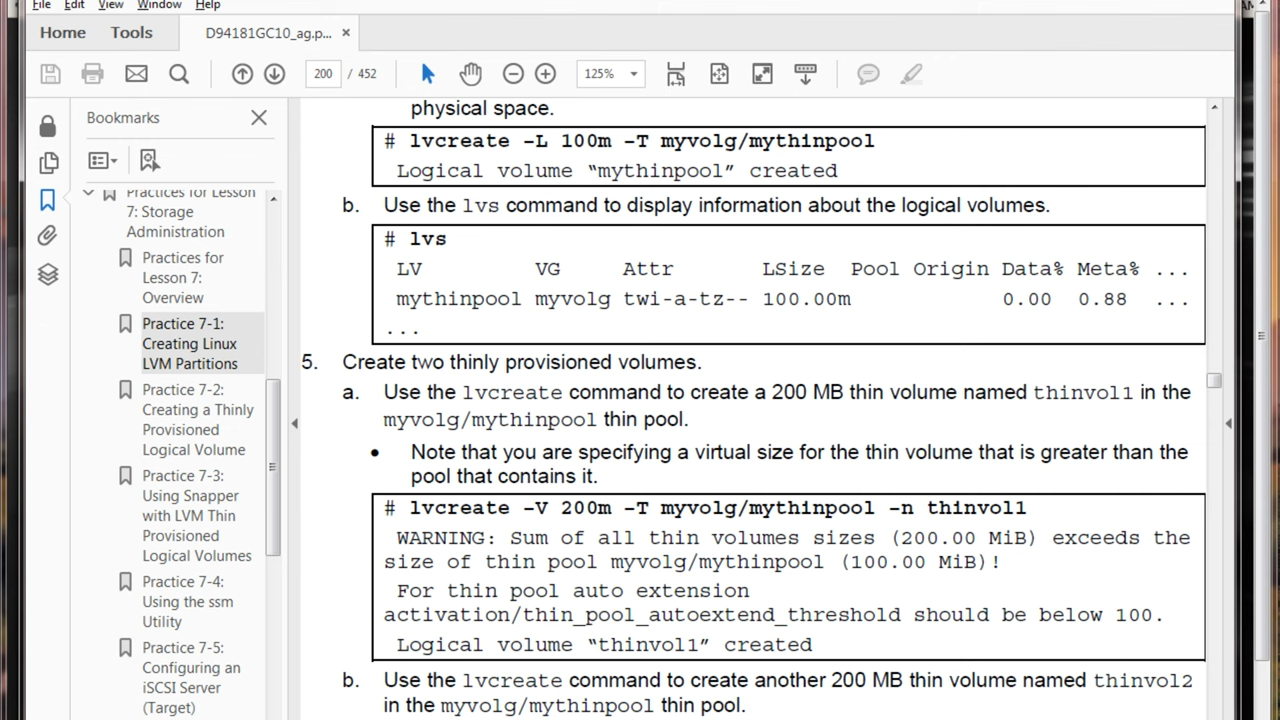 File Edit View Window Help
Home Tools D94181GC10_ag.p... ×
200 / 452 125%
Bookmarks
Practices for Lesson
7: Storage
Administration
Practices for
Lesson 7:
Overview
Practice 7-1:
Creating Linux
LVM Partitions
Practice 7-2:
Creating a Thinly
Provisioned
Logical Volume
Practice 7-3:
Using Snapper
with LVM Thin
Provisioned
Logical Volumes
Practice 7-4:
Using the ssm
Utility
Practice 7-5:
Configuring an
iSCSI Server
(Target)
physical space.
# lvcreate -L 100m -T myvolg/mythinpool
Logical volume “mythinpool” created
b. Use the lvs command to display information about the logical volumes.
# lvs
LV VG Attr LSize Pool Origin Data% Meta% ...
mythinpool myvolg twi-a-tz-- 100.00m 0.00 0.88 ...
...
5. Create two thinly provisioned volumes.
a. Use the lvcreate command to create a 200 MB thin volume named thinvol1 in the
myvolg/mythinpool thin pool.
• Note that you are specifying a virtual size for the thin volume that is greater than the
pool that contains it.
# lvcreate -V 200m -T myvolg/mythinpool -n thinvol1
WARNING: Sum of all thin volumes sizes (200.00 MiB) exceeds the
size of thin pool myvolg/mythinpool (100.00 MiB)!
For thin pool auto extension
activation/thin_pool_autoextend_threshold should be below 100.
Logical volume “thinvol1” created
b. Use the lvcreate command to create another 200 MB thin volume named thinvol2
in the myvolg/mythinpool thin pool.